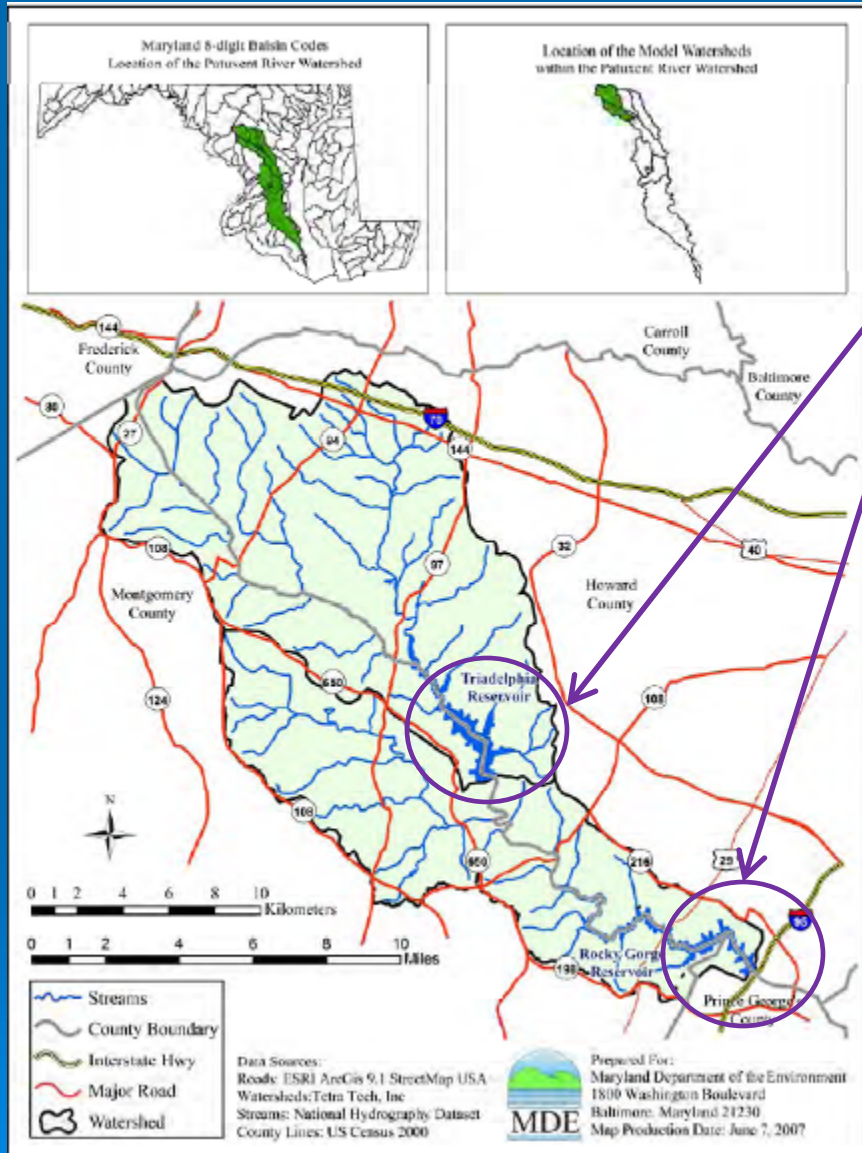 Maryland 8-digit Baisin Codes
Location of the Patuxent River Watershed
Location of the Model Watersheds
within the Patuxent River Watershed
144
Frederick
County
Carroll
County
Baltimore
County
80
27
94
70
144
108
97
32
40
Howard
County
Montgomery
County
650
Triadelphia
Reservoir
124
108
N
108
650
216
29
95
0 1 2 4 6 8 10
Kilometers
0 1 2 4 6 8 10
Miles
Rocky Gorge
Reservoir
198
Prince George's
County
Streams
County Boundary
Interstate Hwy
Major Road
Watershed
Data Sources:
Roads: ESRI ArcGis 9.1 StreetMap USA
Watersheds:Tetra Tech, Inc
Streams: National Hydrography Dataset
County Lines: US Census 2000
MDE
Prepared For:
Maryland Department of the Environment
1800 Washington Boulevard
Baltimore, Maryland 21230
Map Production Date: June 7, 2007